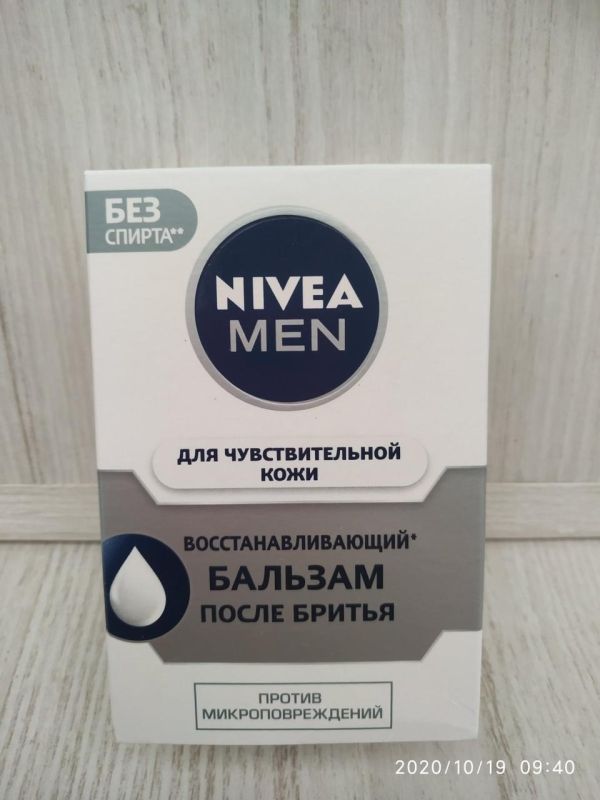 БЕЗ
СПИРТА**
NIVEA
MEN
ДЛЯ ЧУВСТВИТЕЛЬНОЙ
КОЖИ
ВОССТАНАВЛИВАЮЩИЙ*
БАЛЬЗАМ
ПОСЛЕ БРИТЬЯ
ПРОТИВ
МИКРОПОВРЕЖДЕНИЙ
2020/10/19 09:40